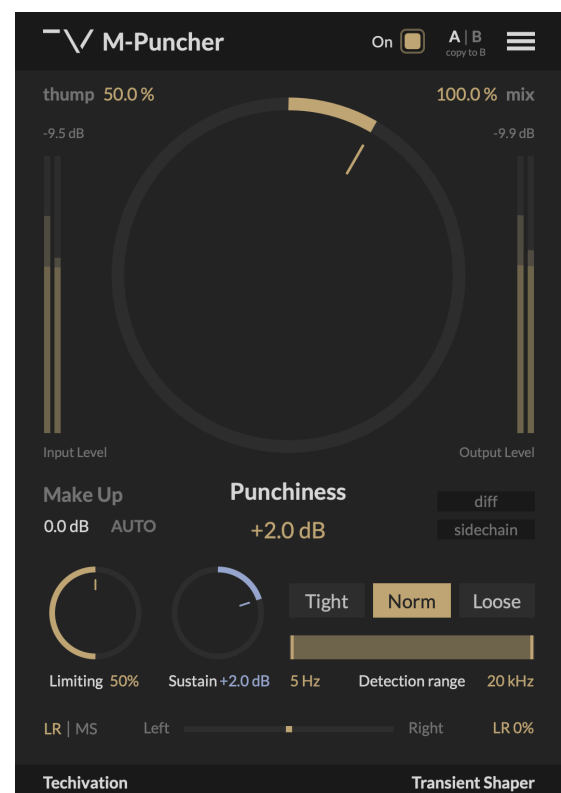 M-Puncher On A | B
copy to B
thump 50.0 % 100.0 % mix
-9.5 dB -9.9 dB
Input Level Output Level
Make Up Punchiness diff
0.0 dB AUTO +2.0 dB sidechain
Tight Norm Loose
Limiting 50% Sustain +2.0 dB 5 Hz Detection range 20 kHz
LR | MS Left Right LR 0%
Techivation Transient Shaper